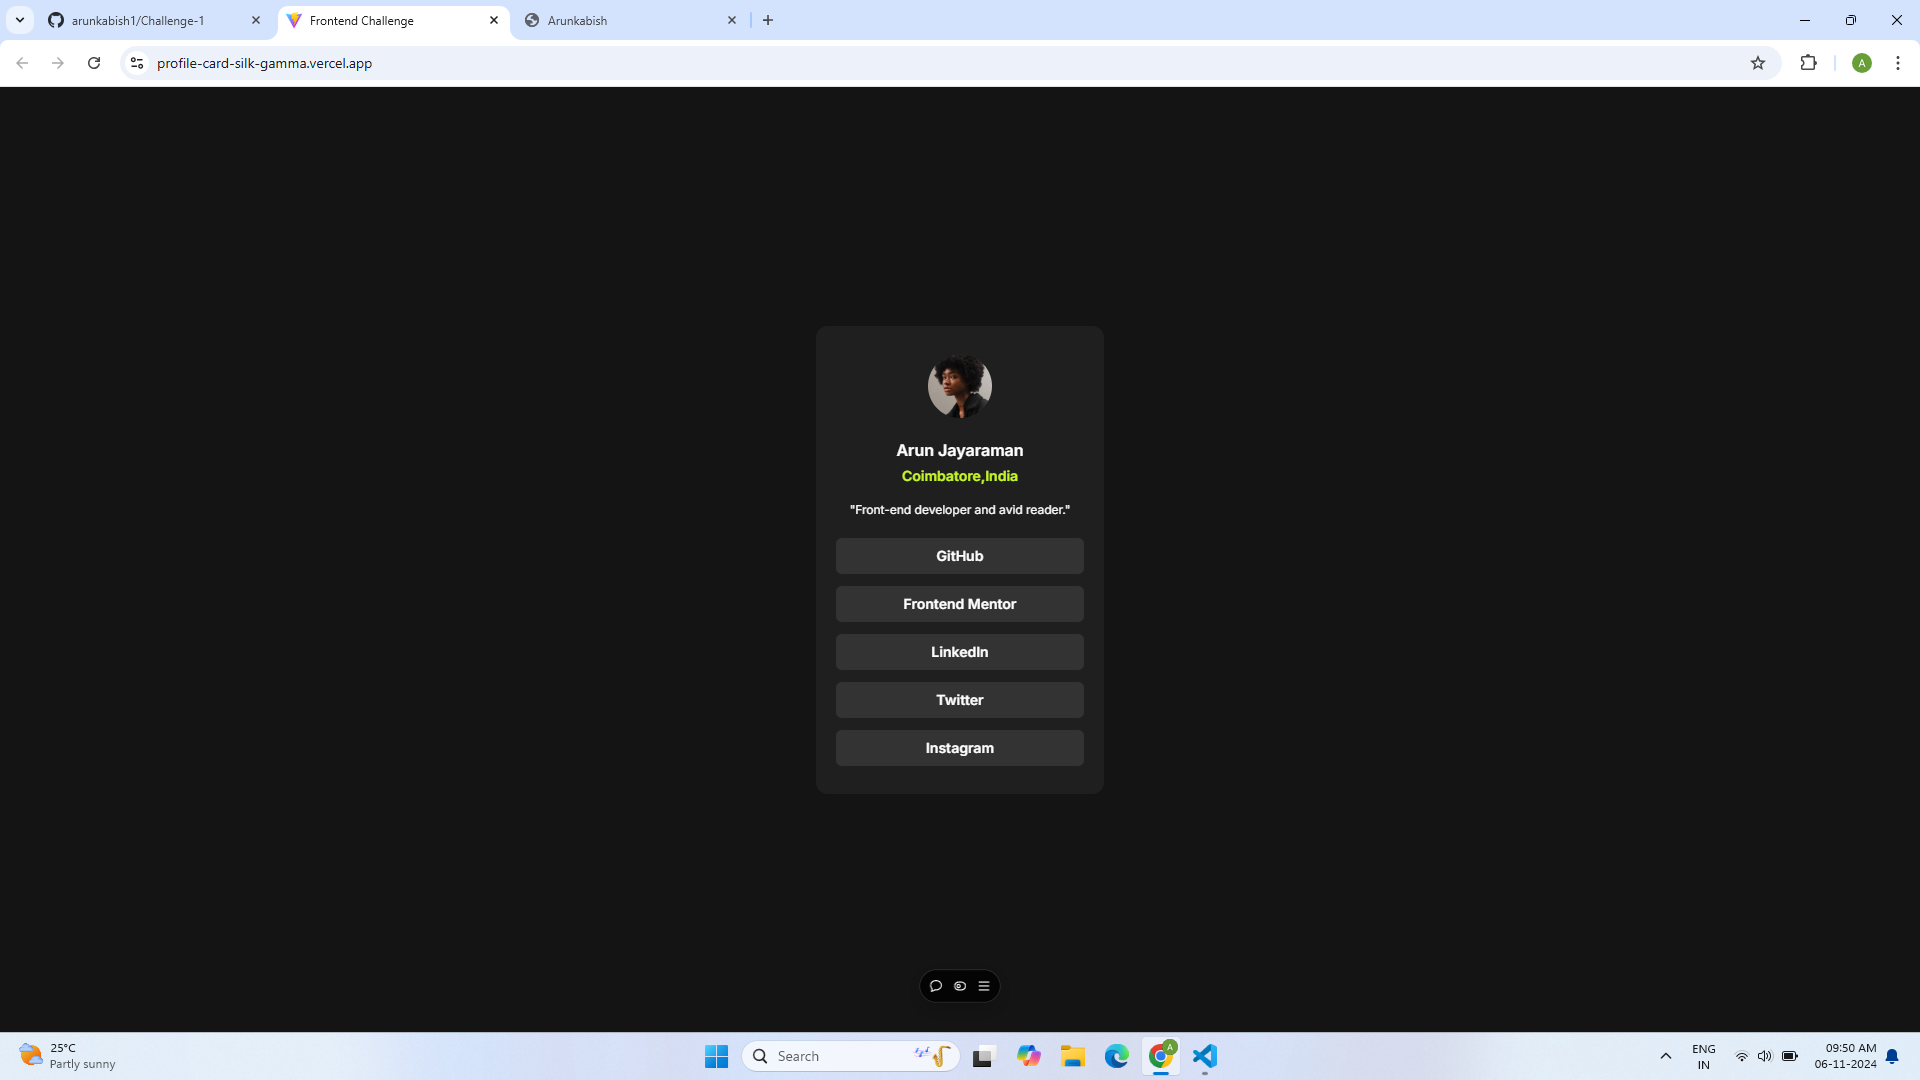 arunkabish1/Challenge-1
Frontend Challenge
Arunkabish
profile-card-silk-gamma.vercel.app
A
Arun Jayaraman
Coimbatore,India
"Front-end developer and avid reader."
GitHub
Frontend Mentor
LinkedIn
Twitter
Instagram
25°C
Partly sunny
Search
A
ENG
IN
09:50 AM
06-11-2024